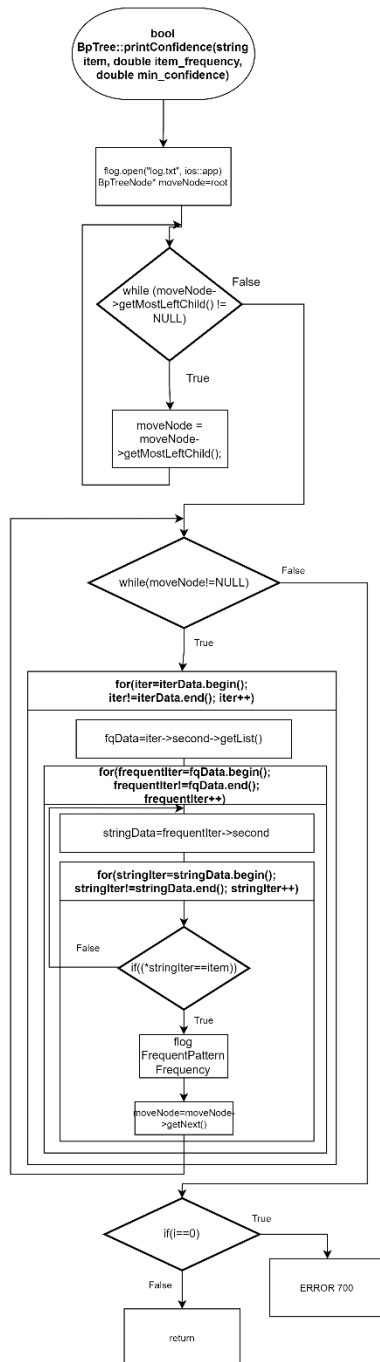 bool
BpTree::printConfidence(string
item, double item_frequency,
double min_confidence)
flog.open("log.txt", ios::app)
BpTreeNode* moveNode=root
while (moveNode-
>getMostLeftChild() !=
NULL)
False
True
moveNode =
moveNode-
>getMostLeftChild();
while(moveNode!=NULL)
False
True
for(iter=iterData.begin();
iter!=iterData.end(); iter++)
fqData=iter->second->getList()
for(frequentIter=fqData.begin();
frequentIter!=fqData.end();
frequentIter++)
stringData=frequentIter->second
for(stringIter=stringData.begin();
stringIter!=stringData.end(); stringIter++)
False
if((*stringIter==item))
True
flog
FrequentPattern
Frequency
moveNode=moveNode-
>getNext()
if(i==0)
True
False
ERROR 700
return